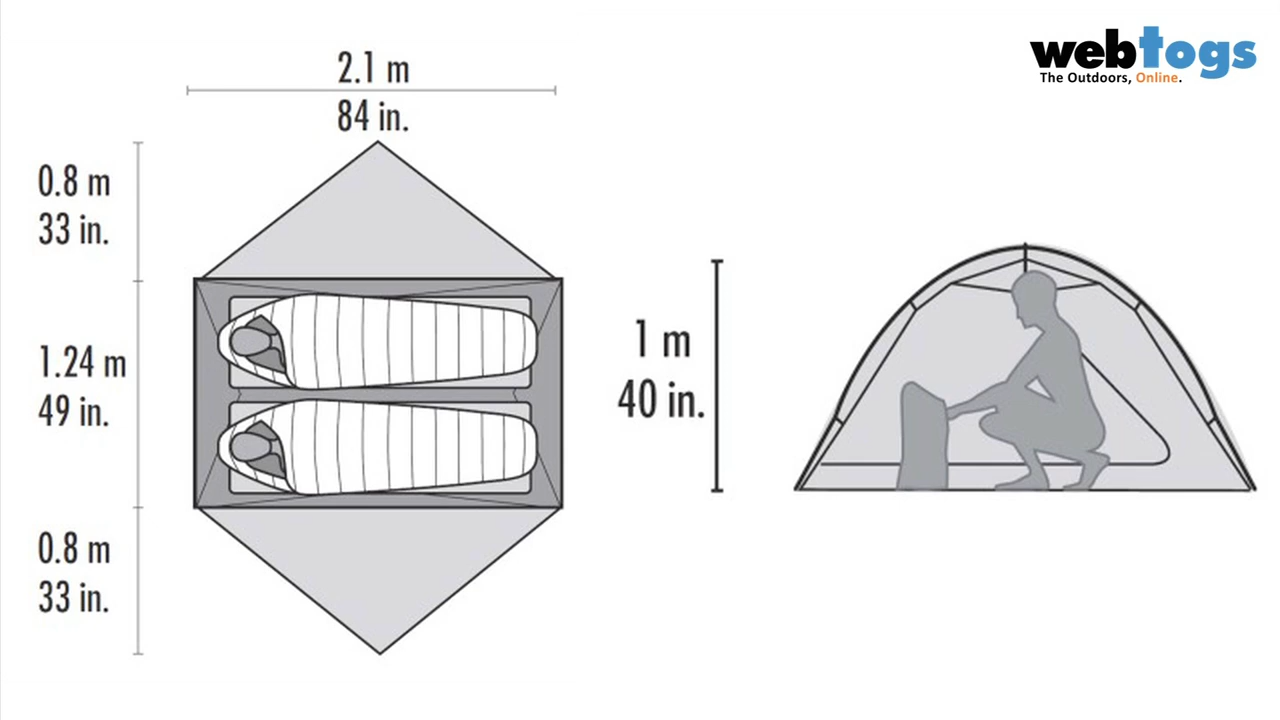 webtogs
The Outdoors, Online.
2.1 m
84 in.
0.8 m
33 in.
1.24 m
49 in.
0.8 m
33 in.
1 m
40 in.